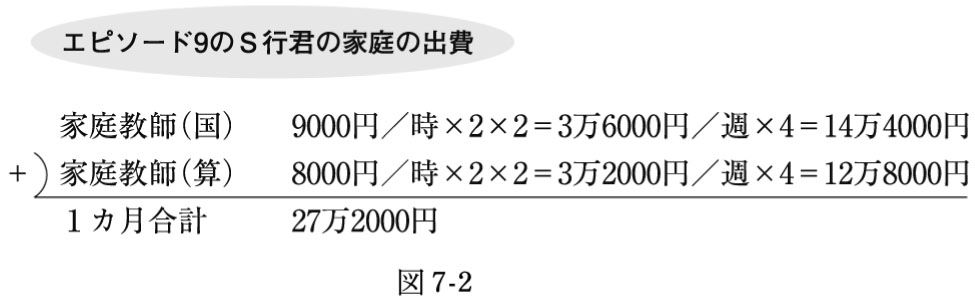 エピソード9のS行君の家庭の出費
家庭教師(国) 9000円／時×2×2=3万6000円／週×4=14万4000円
+) 家庭教師(算) 8000円／時×2×2=3万2000円／週×4=12万8000円
1カ月合計 27万2000円
図7-2